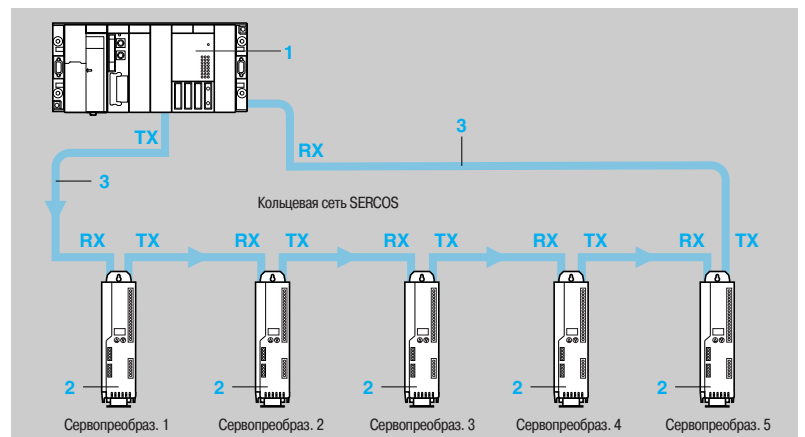 1
TX
RX
3
3
Кольцевая сеть SERCOS
RX TX RX TX RX TX RX TX RX TX
2 2 2 2 2
Сервопреобраз. 1 Сервопреобраз. 2 Сервопреобраз. 3 Сервопреобраз. 4 Сервопреобраз. 5